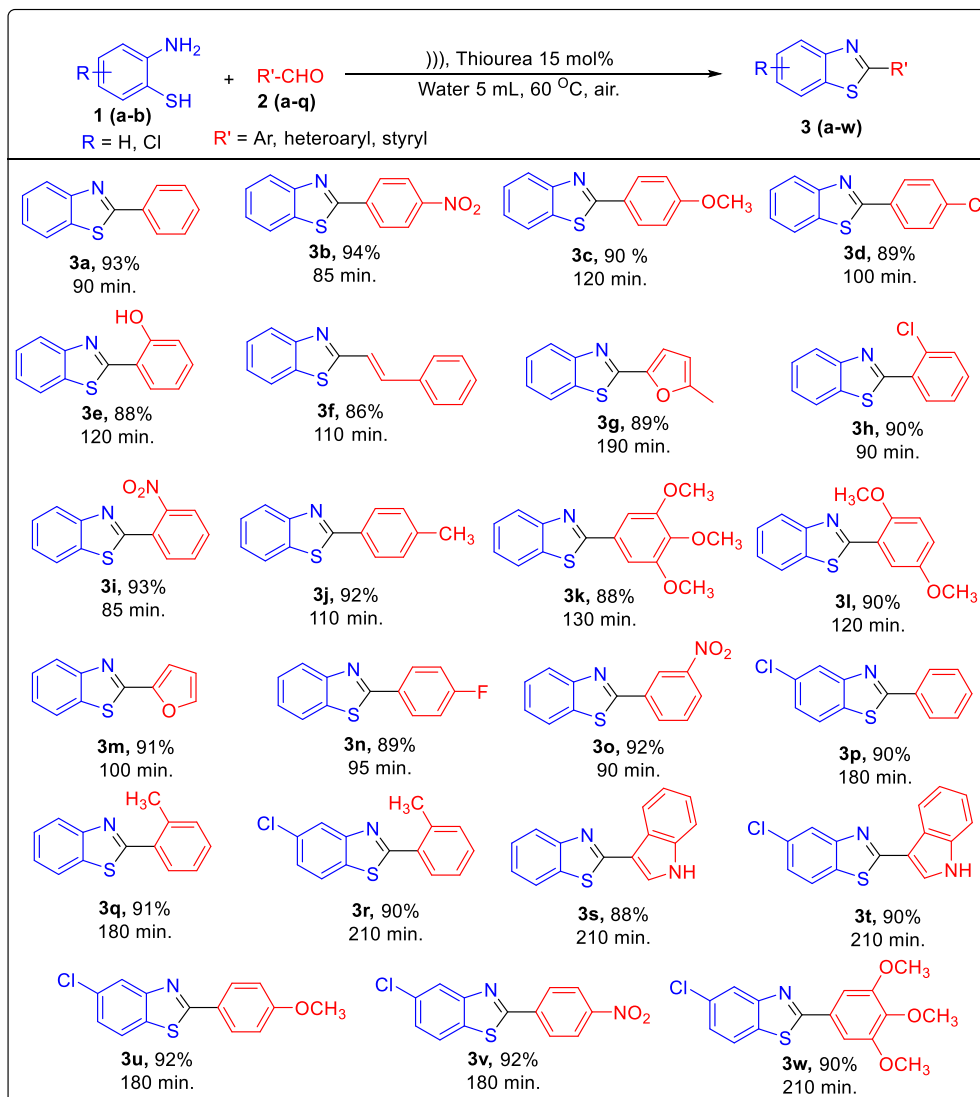 NH2
R
SH
1 (a-b)
R = H, Cl
+
R'-CHO
2 (a-q)
R' = Ar, heteroaryl, styryl
))), Thiourea 15 mol%
Water 5 mL, 60 OC, air.
R
N
S
R'
3 (a-w)
N
S
3a, 93%
90 min.
N
S
NO2
3b, 94%
85 min.
N
S
OCH3
3c, 90 %
120 min.
N
S
3d, 89%
100 min.
HO
N
S
3e, 88%
120 min.
N
S
3f, 86%
110 min.
N
S
O
3g, 89%
190 min.
Cl
N
S
3h, 90%
90 min.
O2N
N
S
3i, 93%
85 min.
N
S
CH3
3j, 92%
110 min.
OCH3
N
OCH3
S
OCH3
3k, 88%
130 min.
H3CO
N
S
OCH3
3l, 90%
120 min.
N
S
O
3m, 91%
100 min.
N
S
F
3n, 89%
95 min.
NO2
N
S
3o, 92%
90 min.
Cl
N
S
3p, 90%
180 min.
H3C
N
S
3q, 91%
180 min.
Cl
H3C
N
S
3r, 90%
210 min.
N
S
NH
3s, 88%
210 min.
Cl
N
S
NH
3t, 90%
210 min.
Cl
N
S
OCH3
3u, 92%
180 min.
Cl
N
S
NO2
3v, 92%
180 min.
Cl
OCH3
N
OCH3
S
OCH3
3w, 90%
210 min.